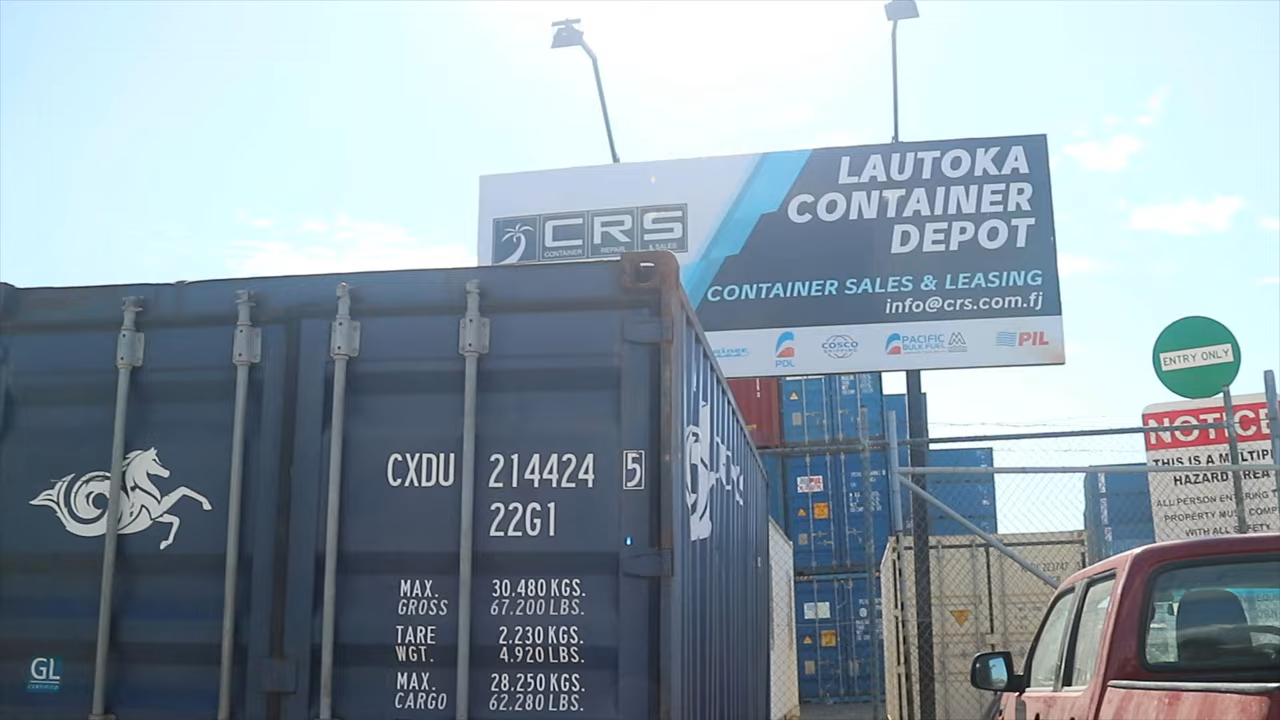 LAUTOKA
CONTAINER
DEPOT
CRS
CONTAINER REPAIR & SALES
CONTAINER SALES & LEASING
info@crs.com.fj
PDL
COSCO
SHIPPING
PACIFIC
BULK FUEL
PIL
ENTRY ONLY
NOTICE
THIS IS A
HAZARD AREA
ALL PERSON ENTERING
PROPERTY MUST
WITH ALL SAFETY
CXDU 214424 5
22G1
MAX. 30.480 KGS.
GROSS 67.200 LBS.
TARE 2.230 KGS.
WGT. 4.920 LBS.
MAX. 28.250 KGS.
CARGO 62.280 LBS.
GL
CERTIFIED